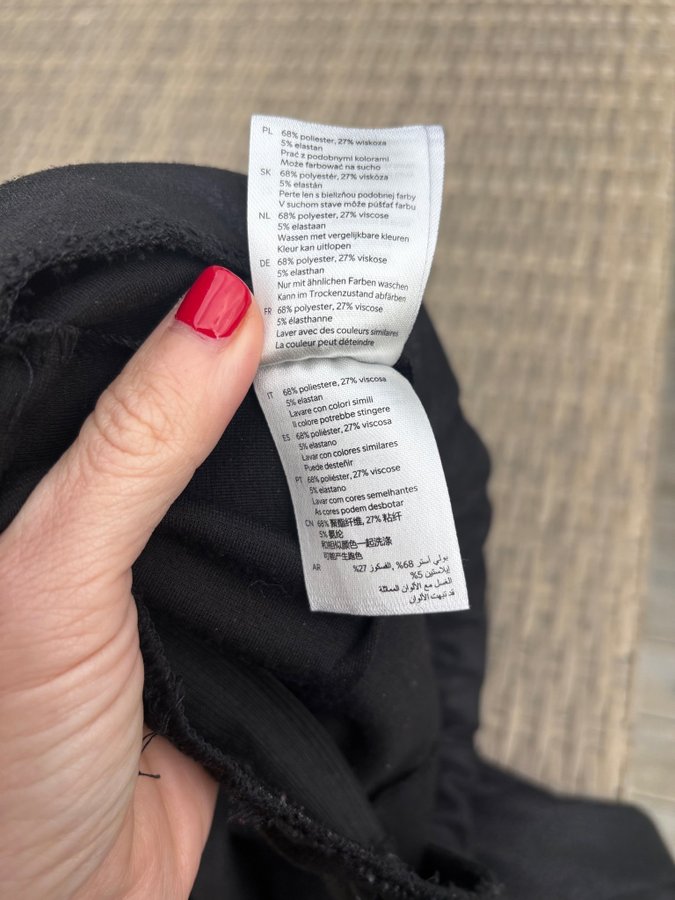 PL 68% poliester, 27% wiskoza
5% elastan
Prać z podobnymi kolorami
Może farbować na sucho
SK 68% polyestér, 27% viskóza
5% elastán
Perte len s bielizňou podobnej farby
V suchom stave môže púšťať farbu
NL 68% polyester, 27% viscose
5% elastaan
Wassen met vergelijkbare kleuren
Kleur kan uitlopen
DE 68% polyester, 27% viskose
5% elasthan
Nur mit ähnlichen Farben waschen
Kann im Trockenzustand abfärben
FR 68% polyester, 27% viscose
5% élasthanne
Laver avec des couleurs similaires
La couleur peut déteindre
IT 68% poliestere, 27% viscosa
5% elastan
Lavare con colori simili
Il colore potrebbe stingere
ES 68% poliéster, 27% viscosa
5% elastano
Lavar con colores similares
Puede desteñir
PT 68% poliéster, 27% viscose
5% elastano
Lavar com cores semelhantes
As cores podem desbotar
CN 68% 聚酯纤维, 27% 粘纤
5% 氨纶
和相似颜色一起洗涤
可能产生褪色
AR بولي أستر 68%, الفسكوز 27%
إيلاستين 5%
الغسل مع الألوان المماثلة
قد تبهت الألوان